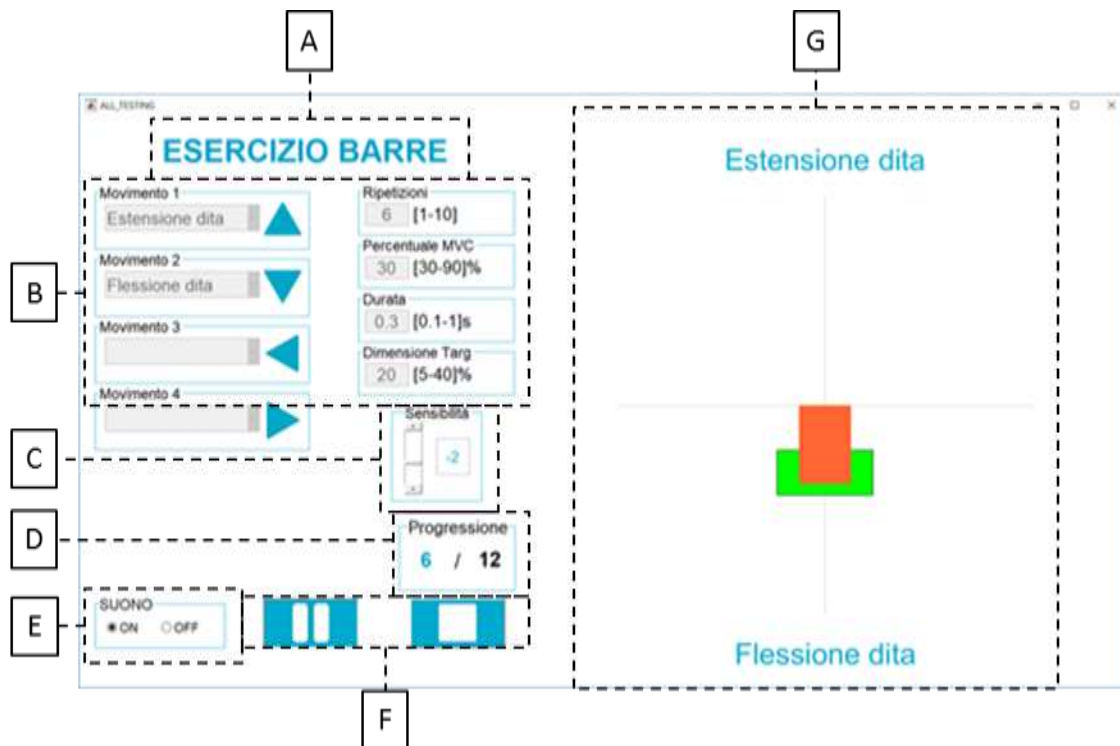 A
G
ALL_TESTING
ESERCIZIO BARRE
Estensione dita
Movimento 1
Estensione dita
Ripetizioni
6 [1-10]
B
Movimento 2
Flessione dita
Percentuale MVC
30 [30-90]%
Movimento 3
Durata
0.3 [0.1-1]s
Movimento 4
Dimensione Targ
20 [5-40]%
C
Sensibilità
-2
D
Progressione
6 / 12
E
SUONO
ON OFF
Flessione dita
F